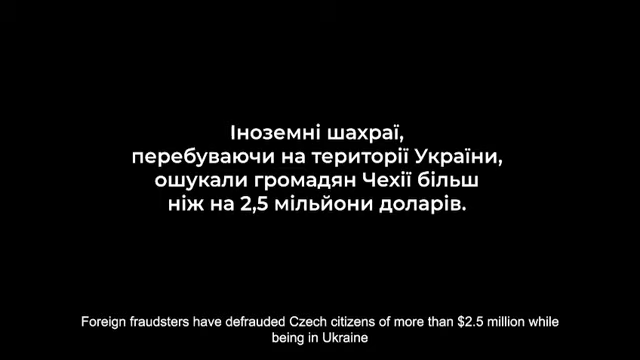 Іноземні шахраї,
перебуваючи на території України,
ошукали громадян Чехії більш
ніж на 2,5 мільйони доларів.
Foreign fraudsters have defrauded Czech citizens of more than $2.5 million while
being in Ukraine